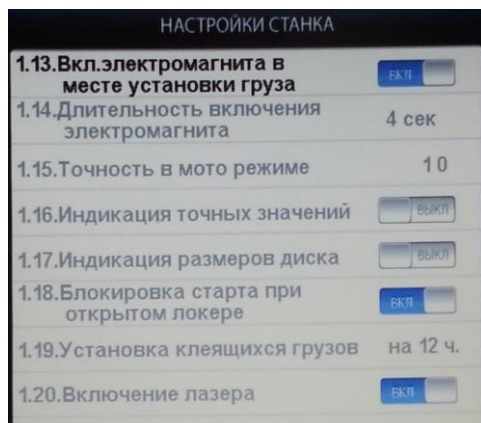 НАСТРОЙКИ СТАНКА
1.13.Вкл.электромагнита в
месте установки груза
ВКЛ
1.14.Длительность включения
электромагнита
4 сек
1.15.Точность в мото режиме
10
1.16.Индикация точных значений
ВЫКЛ
1.17.Индикация размеров диска
ВЫКЛ
1.18.Блокировка старта при
открытом локере
ВКЛ
1.19.Установка клеящихся грузов
на 12 ч.
1.20.Включение лазера
ВКЛ